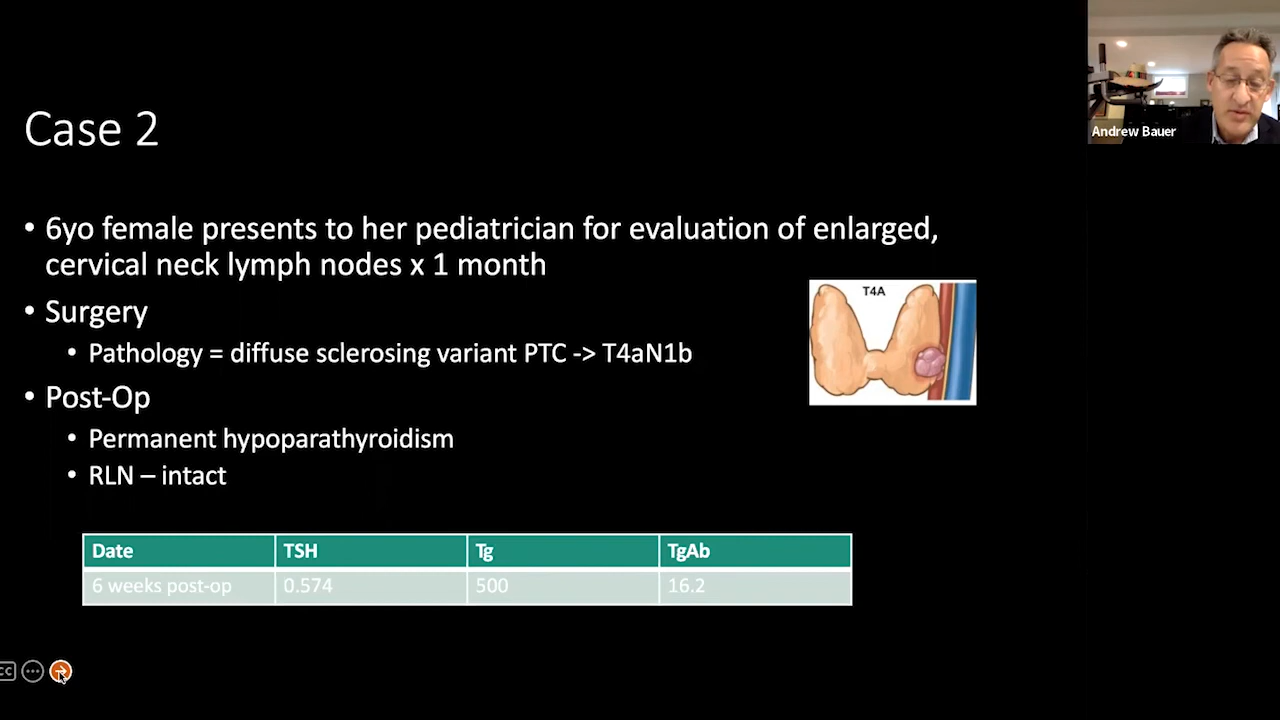 Andrew Bauer
Case 2
• 6yo female presents to her pediatrician for evaluation of enlarged,
cervical neck lymph nodes x 1 month
• Surgery
• Pathology = diffuse sclerosing variant PTC -> T4aN1b
T4A
• Post-Op
• Permanent hypoparathyroidism
• RLN – intact
Date TSH Tg TgAb
6 weeks post-op 0.574 500 16.2
CC